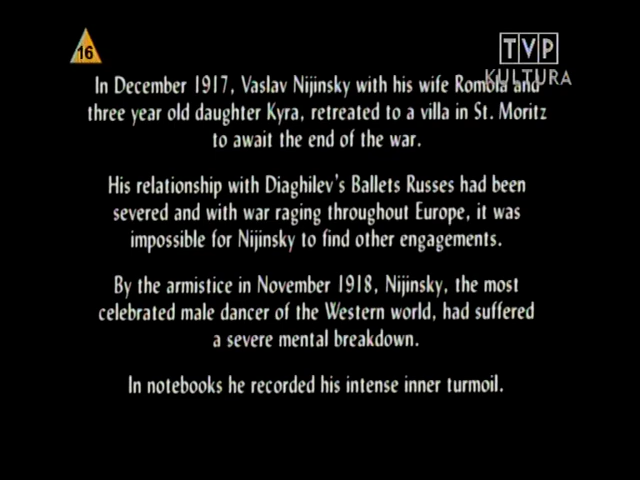 16
TVP
KULTURA
In December 1917, Vaslav Nijinsky with his wife Rombla and
three year old daughter Kyra, retreated to a villa in St. Moritz
to await the end of the war.
His relationship with Diaghilev's Ballets Russes had been
severed and with war raging throughout Europe, it was
impossible for Nijinsky to find other engagements.
By the armistice in November 1918, Nijinsky, the most
celebrated male dancer of the Western world, had suffered
a severe mental breakdown.
In notebooks he recorded his intense inner turmoil.